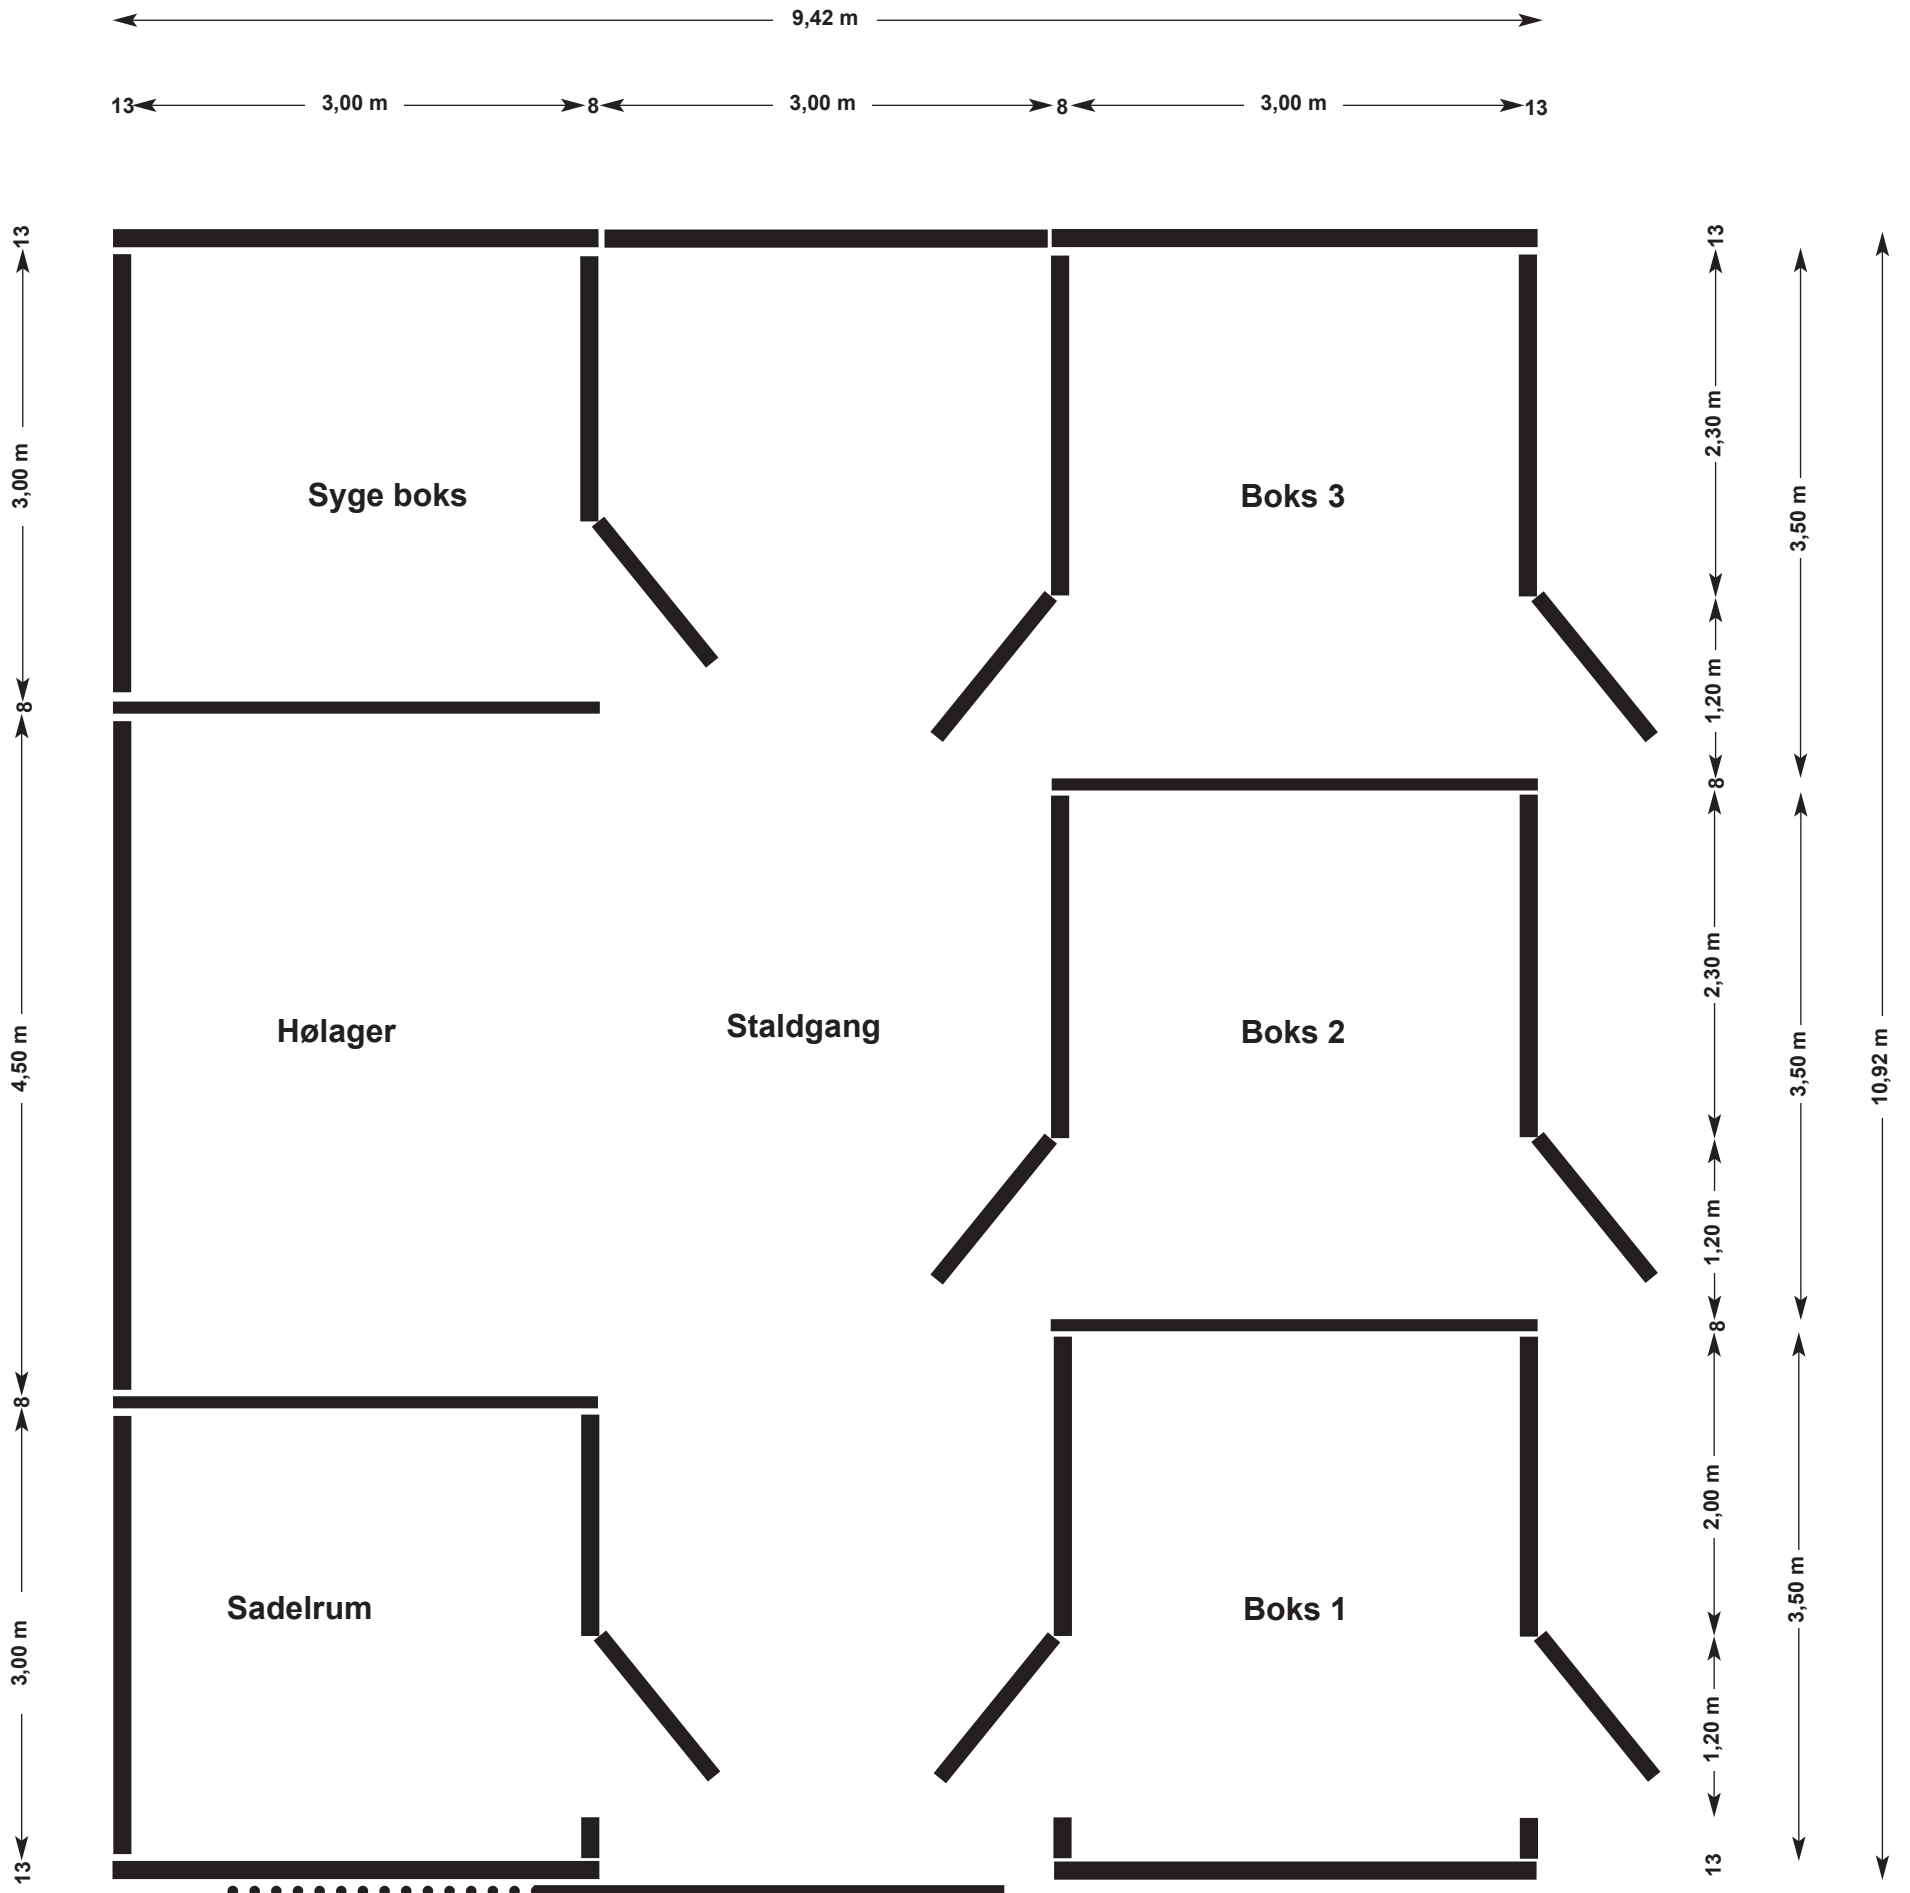 9,42 m
13 3,00 m 8 3,00 m 8 3,00 m 13
13
3,00 m
8
4,50 m
8
3,00 m
13
Syge boks
Boks 3
Hølager
Staldgang
Boks 2
Sadelrum
Boks 1
13
2,30 m
1,20 m
8
2,30 m
1,20 m
8
2,00 m
1,20 m
13
3,50 m
3,50 m
3,50 m
10,92 m